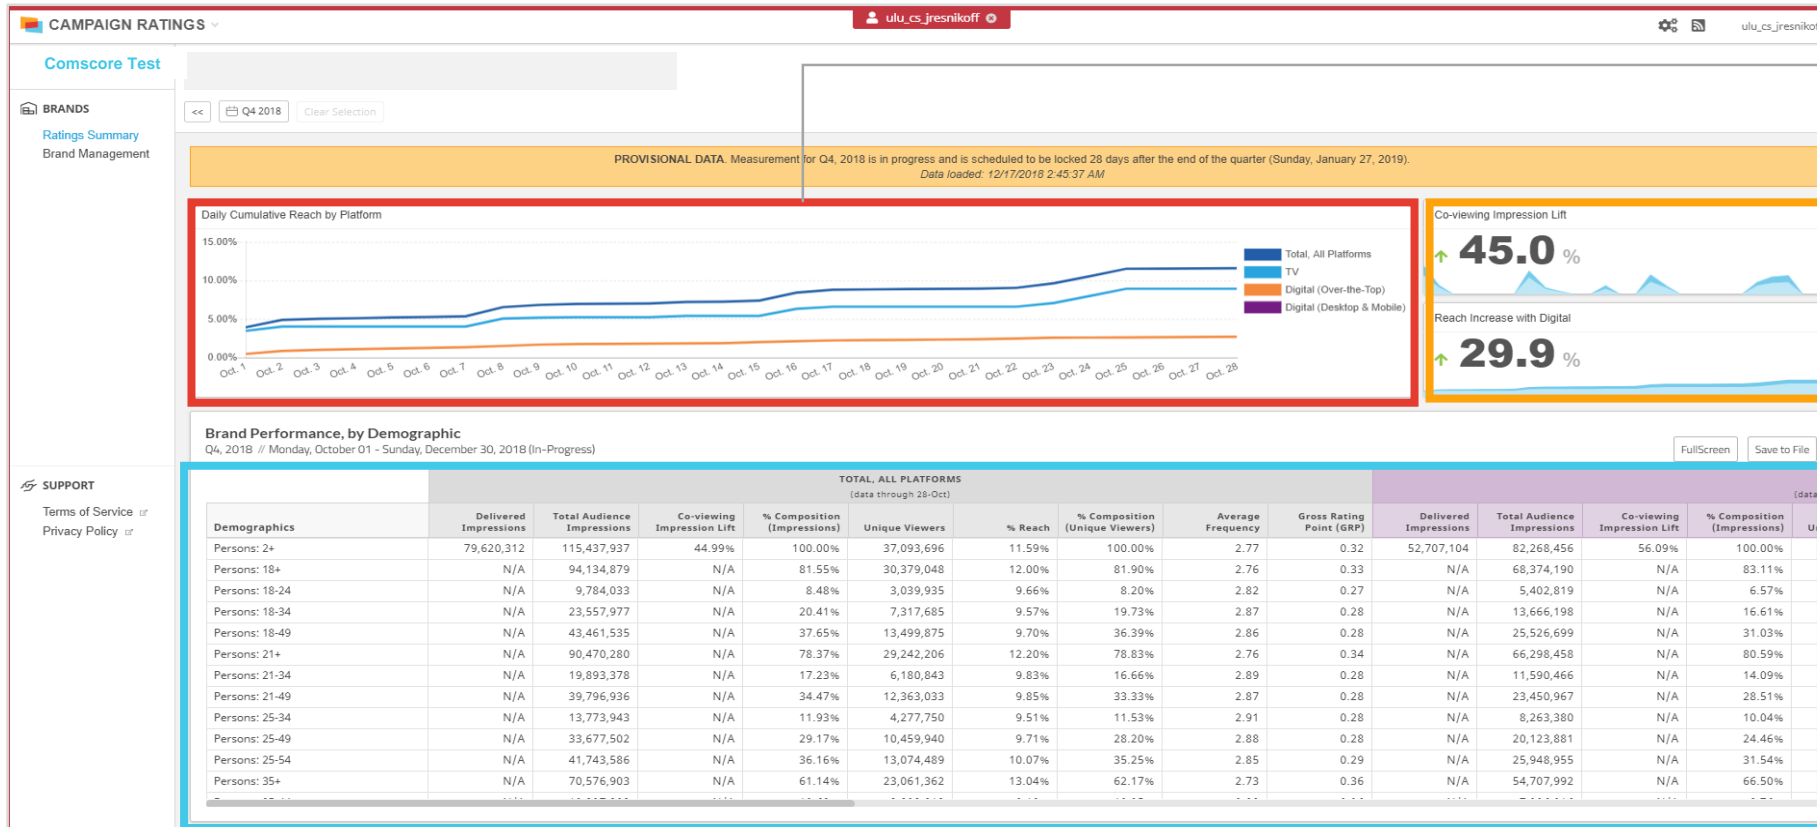 CAMPAIGN RATINGS
ulu_cs_jresnikoff
Comscore Test
BRANDS
Ratings Summary
Brand Management
<< Q4 2018 Clear Selection
PROVISIONAL DATA. Measurement for Q4, 2018 is in progress and is scheduled to be locked 28 days after the end of the quarter (Sunday, January 27, 2019).
Data loaded: 12/17/2018 2:45:37 AM
Daily Cumulative Reach by Platform
15.00%
10.00%
5.00%
0.00%
Oct. 1 Oct. 2 Oct. 3 Oct. 4 Oct. 5 Oct. 6 Oct. 7 Oct. 8 Oct. 9 Oct. 10 Oct. 11 Oct. 12 Oct. 13 Oct. 14 Oct. 15 Oct. 16 Oct. 17 Oct. 18 Oct. 19 Oct. 20 Oct. 21 Oct. 22 Oct. 23 Oct. 24 Oct. 25 Oct. 26 Oct. 27 Oct. 28
Total, All Platforms
TV
Digital (Over-the-Top)
Digital (Desktop & Mobile)
Co-viewing Impression Lift
45.0 %
Reach Increase with Digital
29.9 %
Brand Performance, by Demographic
Q4, 2018 // Monday, October 01 - Sunday, December 30, 2018 (In-Progress)
FullScreen Save to File
SUPPORT
Terms of Service
Privacy Policy
TOTAL, ALL PLATFORMS
(data through 28-Oct)
Demographics Delivered Impressions Total Audience Impressions Co-viewing Impression Lift % Composition (Impressions) Unique Viewers % Reach % Composition (Unique Viewers) Average Frequency Gross Rating Point (GRP) Delivered Impressions Total Audience Impressions Co-viewing Impression Lift % Composition (Impressions)
Persons: 2+ 79,620,312 115,437,937 44.99% 100.00% 37,093,696 11.59% 100.00% 2.77 0.32 52,707,104 82,268,456 56.09% 100.00%
Persons: 18+ N/A 94,134,879 N/A 81.55% 30,379,048 12.00% 81.90% 2.76 0.33 N/A 68,374,190 N/A 83.11%
Persons: 18-24 N/A 9,784,033 N/A 8.48% 3,039,935 9.66% 8.20% 2.82 0.27 N/A 5,402,819 N/A 6.57%
Persons: 18-34 N/A 23,557,977 N/A 20.41% 7,317,685 9.57% 19.73% 2.87 0.28 N/A 13,666,198 N/A 16.61%
Persons: 18-49 N/A 43,461,535 N/A 37.65% 13,499,875 9.70% 36.39% 2.86 0.28 N/A 25,526,699 N/A 31.03%
Persons: 21+ N/A 90,470,280 N/A 78.37% 29,242,206 12.20% 78.83% 2.76 0.34 N/A 66,298,458 N/A 80.59%
Persons: 21-34 N/A 19,893,378 N/A 17.23% 6,180,843 9.83% 16.66% 2.89 0.28 N/A 11,590,466 N/A 14.09%
Persons: 21-49 N/A 39,796,936 N/A 34.47% 12,363,033 9.85% 33.33% 2.87 0.28 N/A 23,450,967 N/A 28.51%
Persons: 25-34 N/A 13,773,943 N/A 11.93% 4,277,750 9.51% 11.53% 2.91 0.28 N/A 8,263,380 N/A 10.04%
Persons: 25-49 N/A 33,677,502 N/A 29.17% 10,459,940 9.71% 28.20% 2.88 0.28 N/A 20,123,881 N/A 24.46%
Persons: 25-54 N/A 41,743,586 N/A 36.16% 13,074,489 10.07% 35.25% 2.85 0.29 N/A 25,948,955 N/A 31.54%
Persons: 35+ N/A 70,576,903 N/A 61.14% 23,061,362 13.04% 62.17% 2.73 0.36 N/A 54,707,992 N/A 66.50%